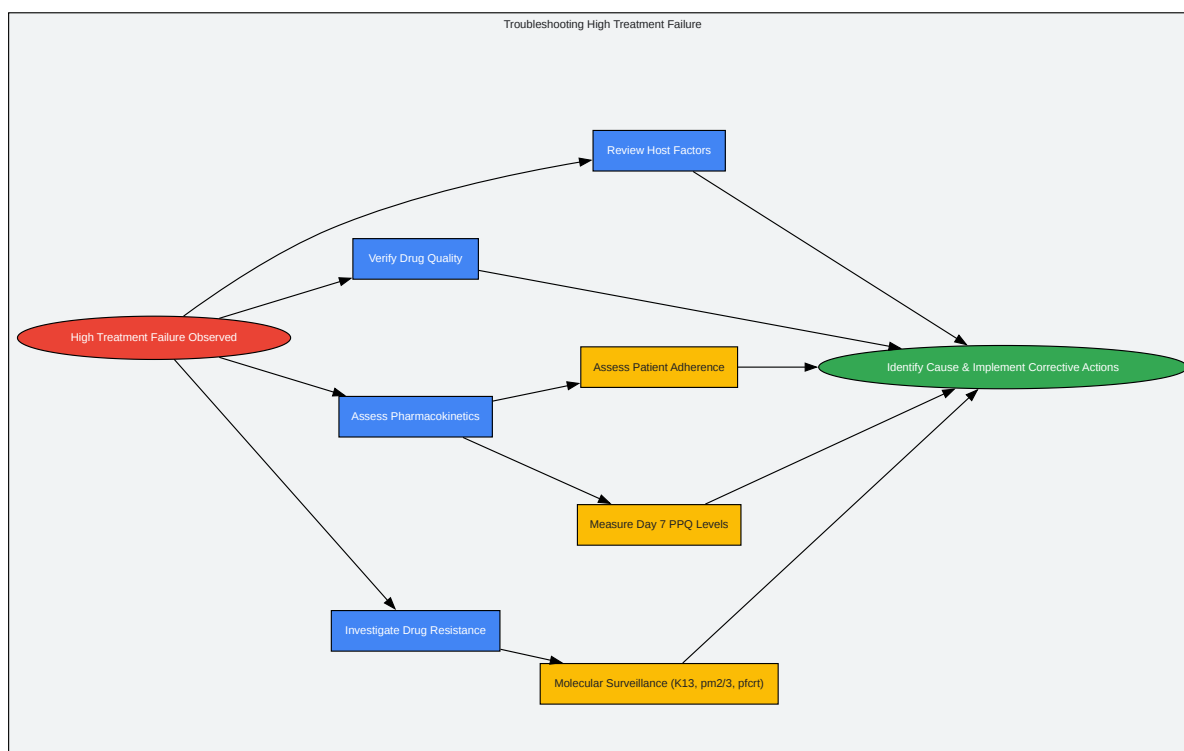 Troubleshooting High Treatment Failure
Review Host Factors
Verify Drug Quality
High Treatment Failure Observed
Assess Patient Adherence
Identify Cause & Implement Corrective Actions
Assess Pharmacokinetics
Measure Day 7 PPQ Levels
Investigate Drug Resistance
Molecular Surveillance (K13, pm2/3, pfcrt)